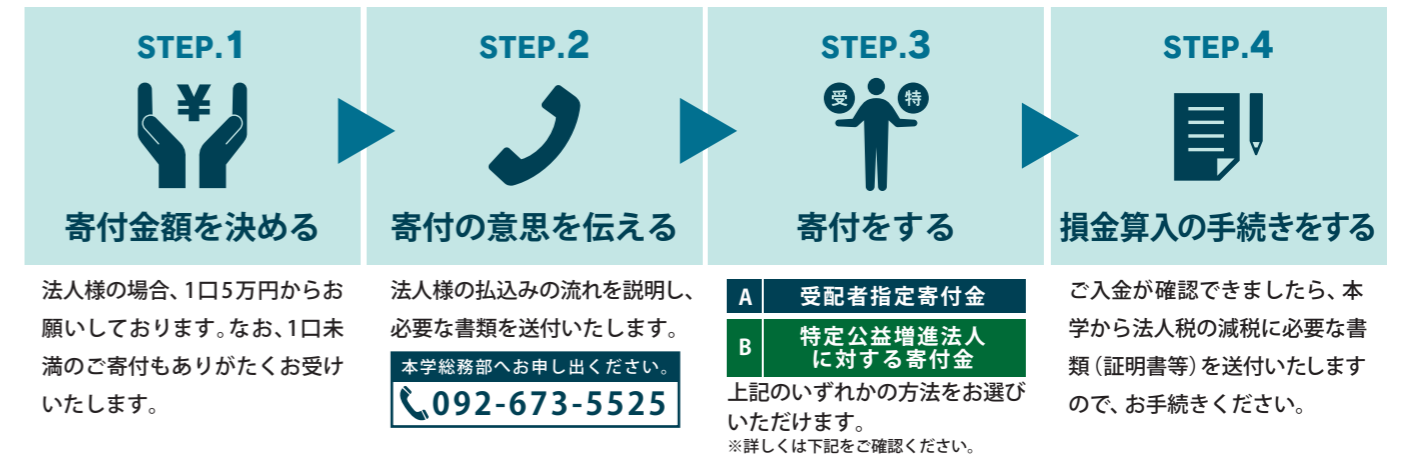 STEP.1
¥
寄付金額を決める
法人様の場合、1口5万円からお
願いしております。なお、1口未
満のご寄付もありがたくお受け
いたします。
STEP.2
寄付の意思を伝える
法人様の払込みの流れを説明し、
必要な書類を送付いたします。
本学総務部へお申し出ください。
092-673-5525
STEP.3
受 特
寄付をする
A 受配者指定寄付金
B 特定公益増進法人
に対する寄付金
上記のいずれかの方法をお選び
いただけます。
※詳しくは下記をご確認ください。
STEP.4
損金算入の手続きをする
ご入金が確認できましたら、本
学から法人税の減税に必要な書
類（証明書等）を送付いたします
ので、お手続きください。